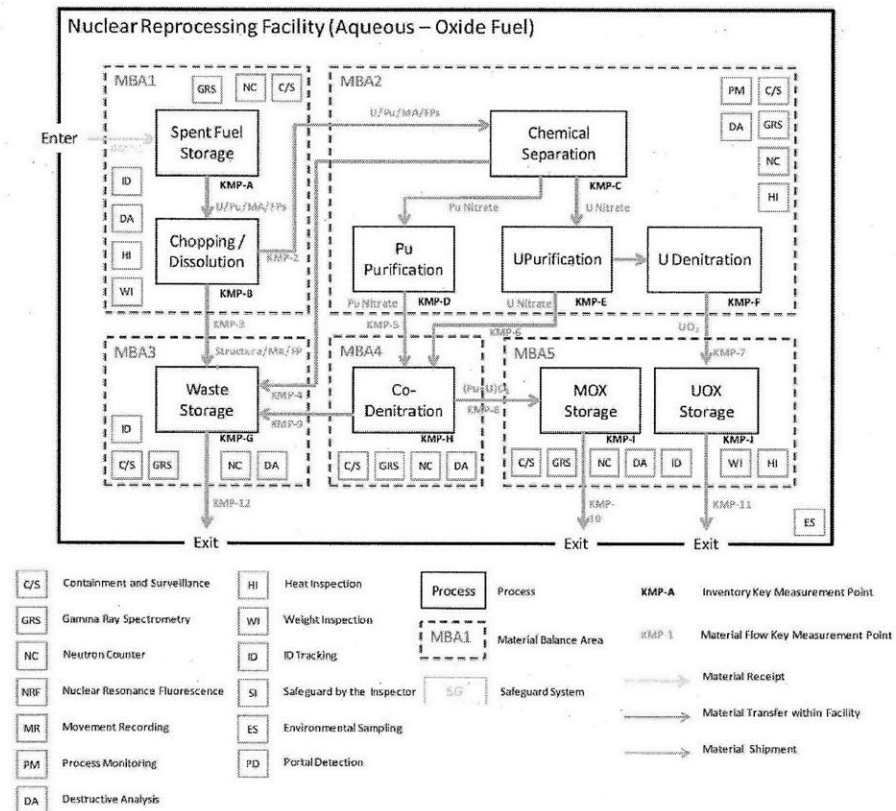 Nuclear Reprocessing Facility (Aqueous – Oxide Fuel)
MBA1
GRS
NC
C/S
Enter
Spent Fuel
Storage
KMP-A
ID
DA
HI
WI
U/Pu/MA/FPs
Chopping /
Dissolution
KMP-B
KMP-2
KMP-3
MBA2
PM
C/S
DA
GRS
NC
HI
U/Pu/MA/FPs
Chemical
Separation
KMP-C
Pu Nitrate
U Nitrate
Pu
Purification
KMP-D
UPurification
KMP-E
U Denitration
KMP-F
Pu Nitrate
KMP-5
U Nitrate
KMP-6
KMP-7
MBA3
Waste
Storage
KMP-G
KMP-4
KMP-9
ID
C/S
GRS
NC
DA
KMP-12
Exit
MBA4
Co-
Denitration
KMP-H
KMP-8
C/S
GRS
NC
DA
MBA5
MOX
Storage
KMP-I
UOX
Storage
KMP-J
C/S
GRS
NC
DA
ID
WI
HI
KMP-
10
KMP-11
Exit
Exit
ES
C/S Containment and Surveillance
GRS Gamma Ray Spectrometry
NC Neutron Counter
NRF Nuclear Resonance Fluorescence
MR Movement Recording
PM Process Monitoring
DA Destructive Analysis
HI Heat Inspection
WI Weight Inspection
ID ID Tracking
SI Safeguard by the Inspector
ES Environmental Sampling
PD Portal Detection
Process Process
MBA1 Material Balance Area
SG Safeguard System
KMP-A Inventory Key Measurement Point
KMP-1 Material Flow Key Measurement Point
Material Receipt
Material Transfer within Facility
Material Shipment